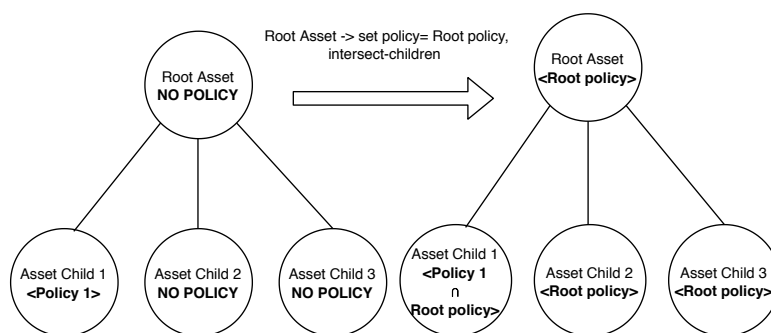 Root Asset -> set policy= Root policy,
intersect-children
Root Asset
NO POLICY
Root Asset
<Root policy>
Asset Child 1
<Policy 1>
Asset Child 2
NO POLICY
Asset Child 3
NO POLICY
Asset Child 1
<Policy 1
∩
Root policy>
Asset Child 2
<Root policy>
Asset Child 3
<Root policy>